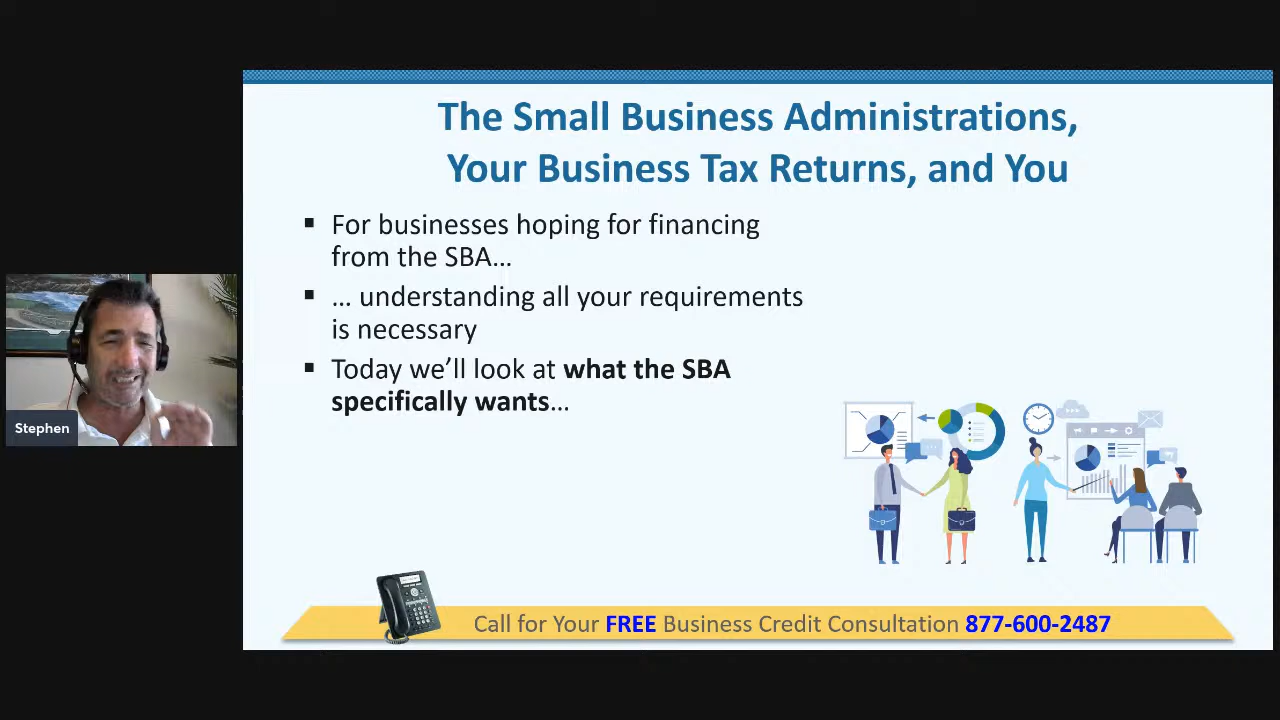 The Small Business Administrations,
Your Business Tax Returns, and You
▪ For businesses hoping for financing
from the SBA…
▪ … understanding all your requirements
is necessary
▪ Today we’ll look at what the SBA
specifically wants…
Stephen
Call for Your FREE Business Credit Consultation 877-600-2487